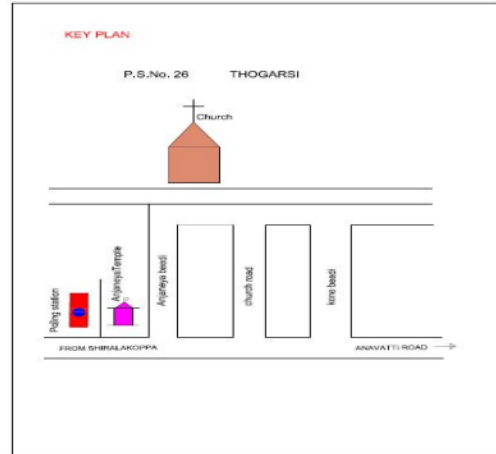 KEY PLAN
P.S.No. 26 THOGARSI
Church
Polling station
Anjaneya Temple
Anjaneya beedi
church road
kone beedi
FROM SHIRALAKOPPA
ANAVATTI ROAD